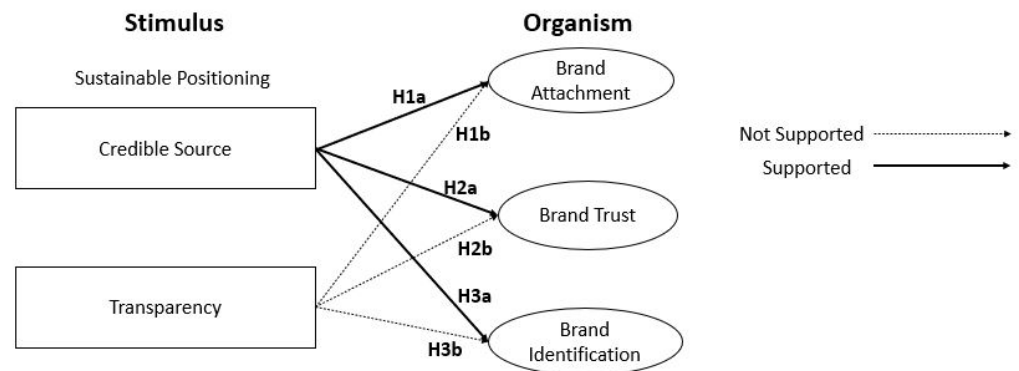 Stimulus
Organism
Sustainable Positioning
Credible Source
Transparency
H1a
H1b
H2a
H2b
H3a
H3b
Brand
Attachment
Brand Trust
Brand
Identification
Not Supported
Supported